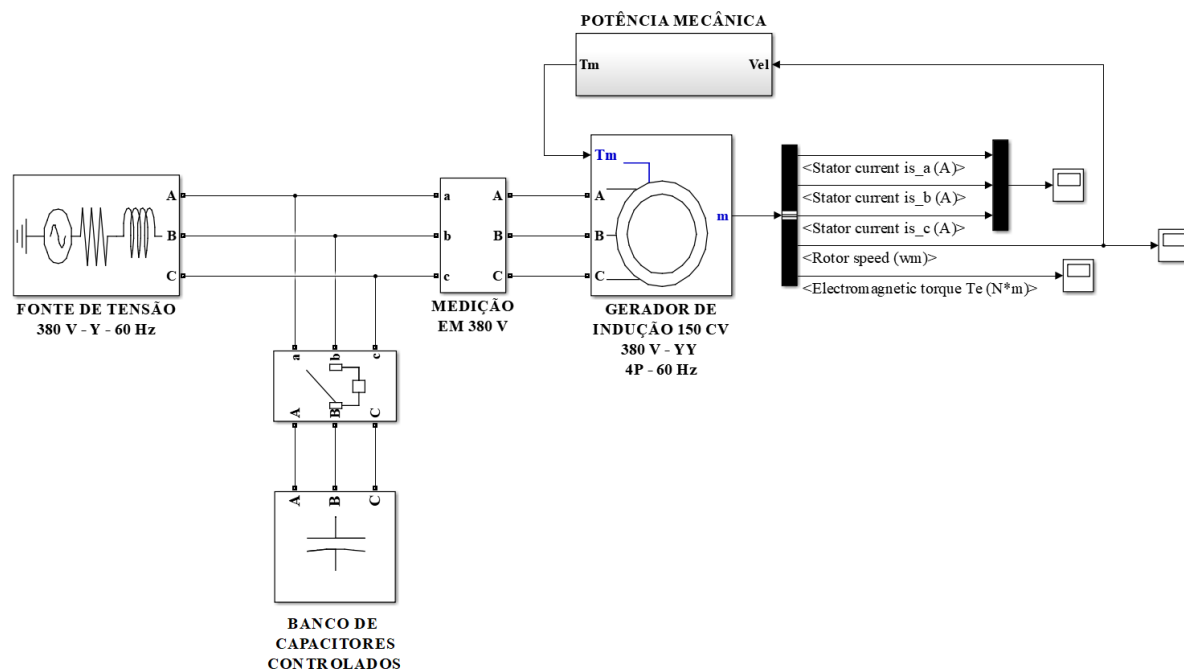 POTÊNCIA MECÂNICA
Tm
Vel
Tm
m
A
B
C
a
b
c
A
B
C
A
B
C
<Stator current is_a (A)>
<Stator current is_b (A)>
<Stator current is_c (A)>
<Rotor speed (wm)>
<Electromagnetic torque Te (N*m)>
FONTE DE TENSÃO
380 V - Y - 60 Hz
MEDIÇÃO
EM 380 V
GERADOR DE
INDUÇÃO 150 CV
380 V - YY
4P - 60 Hz
a b c
A B C
A B C
BANCO DE
CAPACITORES
CONTROLADOS